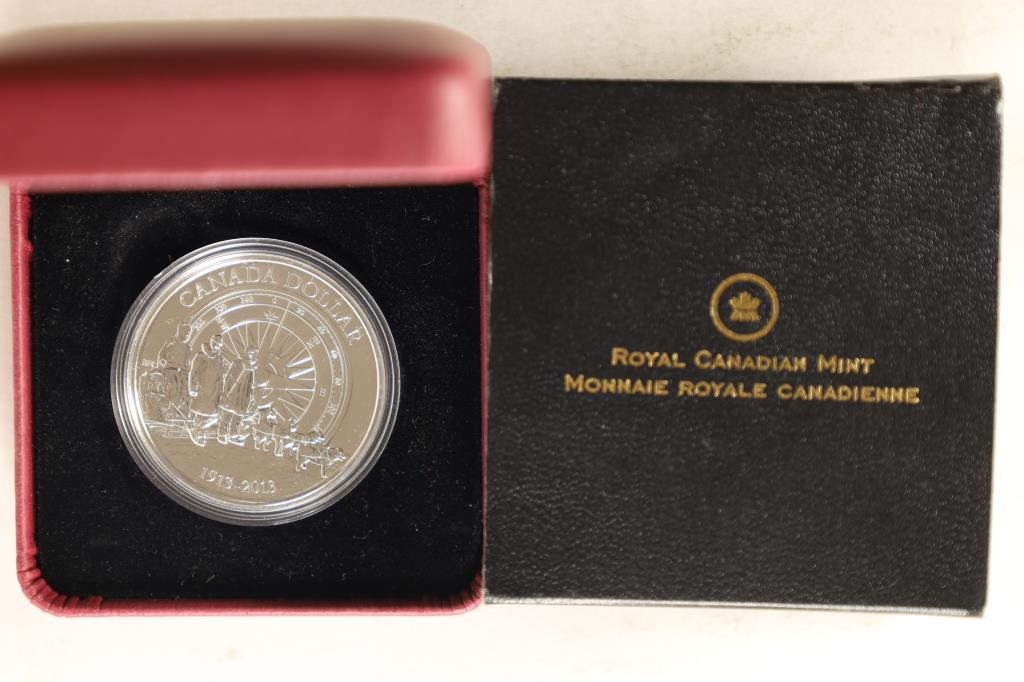 CANADA DOLLAR
1913-2013
ROYAL CANADIAN MINT
MONNAIE ROYALE CANADIENNE